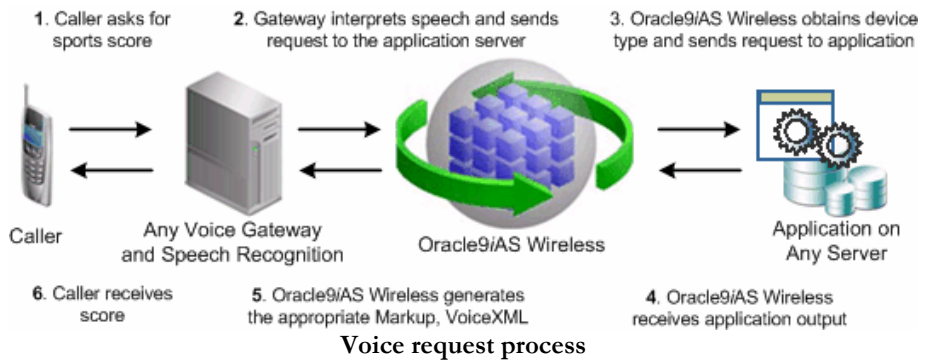 1. Caller asks for
sports score
2. Gateway interprets speech and sends
request to the application server
3. Oracle9iAS Wireless obtains device
type and sends request to application
Caller
Any Voice Gateway
and Speech Recognition
Oracle9iAS Wireless
Application on
Any Server
6. Caller receives
score
5. Oracle9iAS Wireless generates
the appropriate Markup, VoiceXML
4. Oracle9iAS Wireless
receives application output
Voice request process